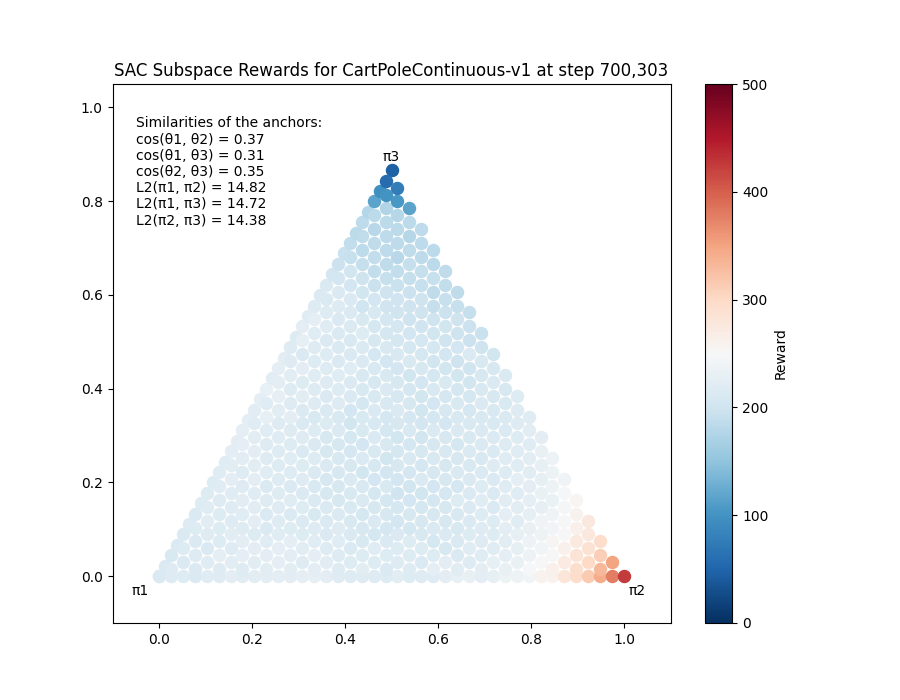 SAC Subspace Rewards for CartPoleContinuous-v1 at step 700,303
Similarities of the anchors:
cos(θ1, θ2) = 0.37
cos(θ1, θ3) = 0.31
cos(θ2, θ3) = 0.35
L2(π1, π2) = 14.82
L2(π1, π3) = 14.72
L2(π2, π3) = 14.38
π3
π1
π2
1.0
0.8
0.6
0.4
0.2
0.0
0.0
0.2
0.4
0.6
0.8
1.0
500
400
300
200
100
0
Reward